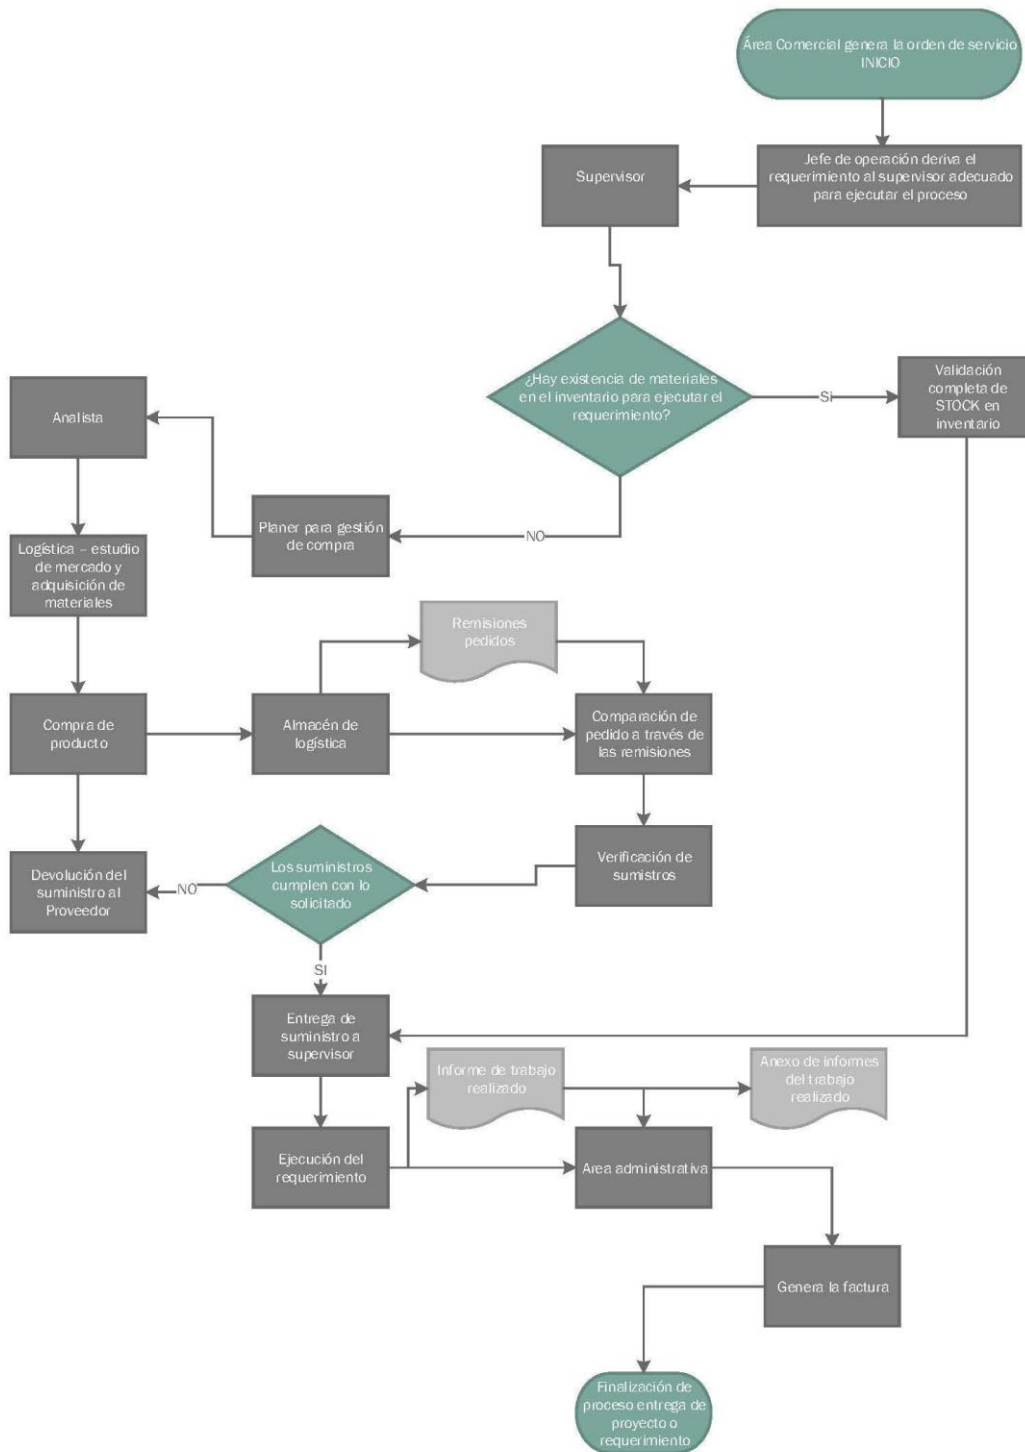 Área Comercial genera la orden de servicio
INICIO
Jefe de operación deriva el
requerimiento al supervisor adecuado
para ejecutar el proceso
Supervisor
¿Hay existencia de materiales
en el inventario para ejecutar el
requerimiento?
Si
Validación
completa de
STOCK en
inventario
NO
Planer para gestión
de compra
Analista
Logística – estudio
de mercado y
adquisición de
materiales
Compra de
producto
Almacén de
logística
Remisiones
pedidos
Comparación de
pedido a través de
las remisiones
Verificación de
sumistros
Los suministros
cumplen con lo
solicitado
NO
Devolución del
suministro al
Proveedor
SI
Entrega de
suministro a
supervisor
Ejecución del
requerimiento
Informe de trabajo
realizado
Anexo de informes
del trabajo
realizado
Area administrativa
Genera la factura
Finalización de
proceso entrega de
proyecto o
requerimiento